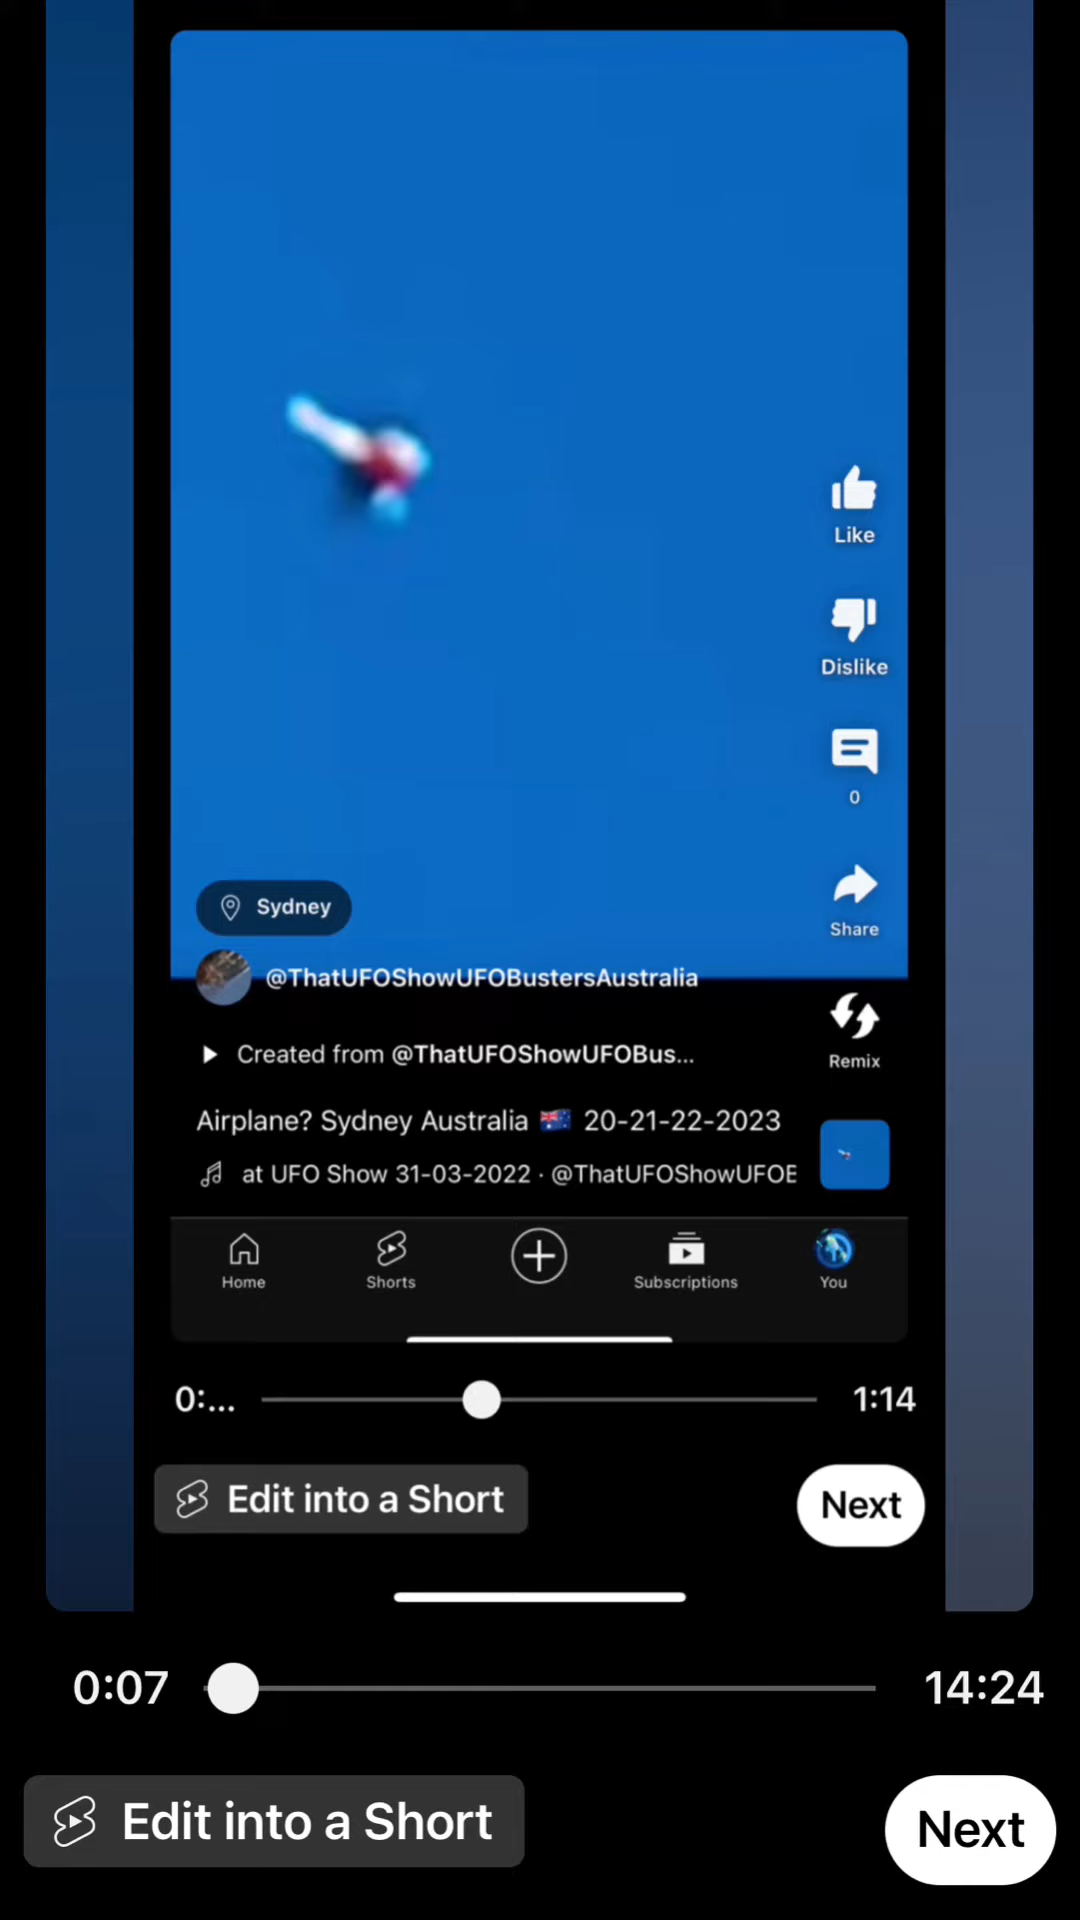 Like
Dislike
0
Share
Sydney
@ThatUFOShowUFOBustersAustralia
Remix
Created from @ThatUFOShowUFOBus...
Airplane? Sydney Australia 🇦🇺 20-21-22-2023
at UFO Show 31-03-2022 · @ThatUFOShowUFOE
Home
Shorts
Subscriptions
You
0:...
1:14
Edit into a Short
Next
0:07
14:24
Edit into a Short
Next